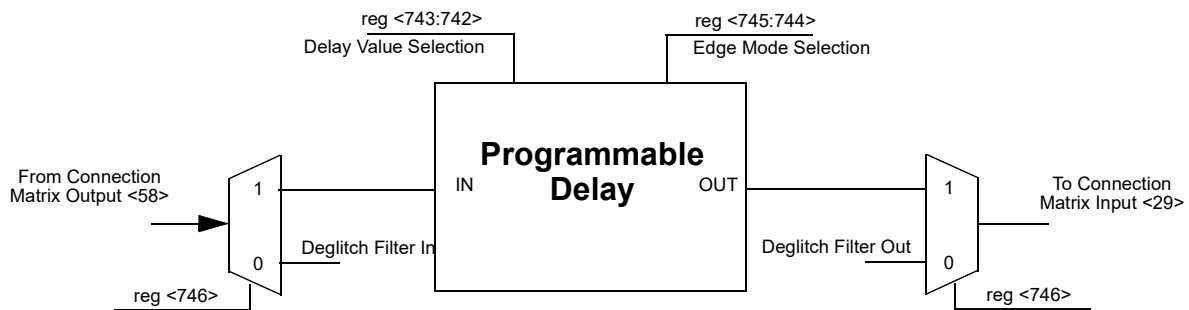 reg <743:742>
Delay Value Selection
reg <745:744>
Edge Mode Selection
Programmable
Delay
From Connection
Matrix Output <58>
1
IN
OUT
1
To Connection
Matrix Input <29>
0
Deglitch Filter In
Deglitch Filter Out
0
reg <746>
reg <746>